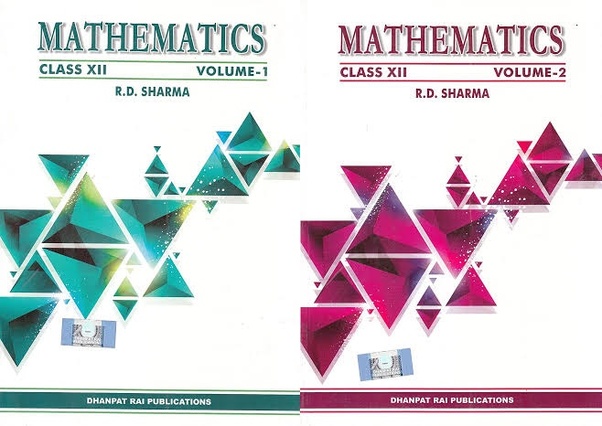 MATHEMATICS
CLASS XII VOLUME-1
R.D. SHARMA
DHANPAT RAI PUBLICATIONS
MATHEMATICS
CLASS XII VOLUME-2
R.D. SHARMA
DHANPAT RAI PUBLICATIONS